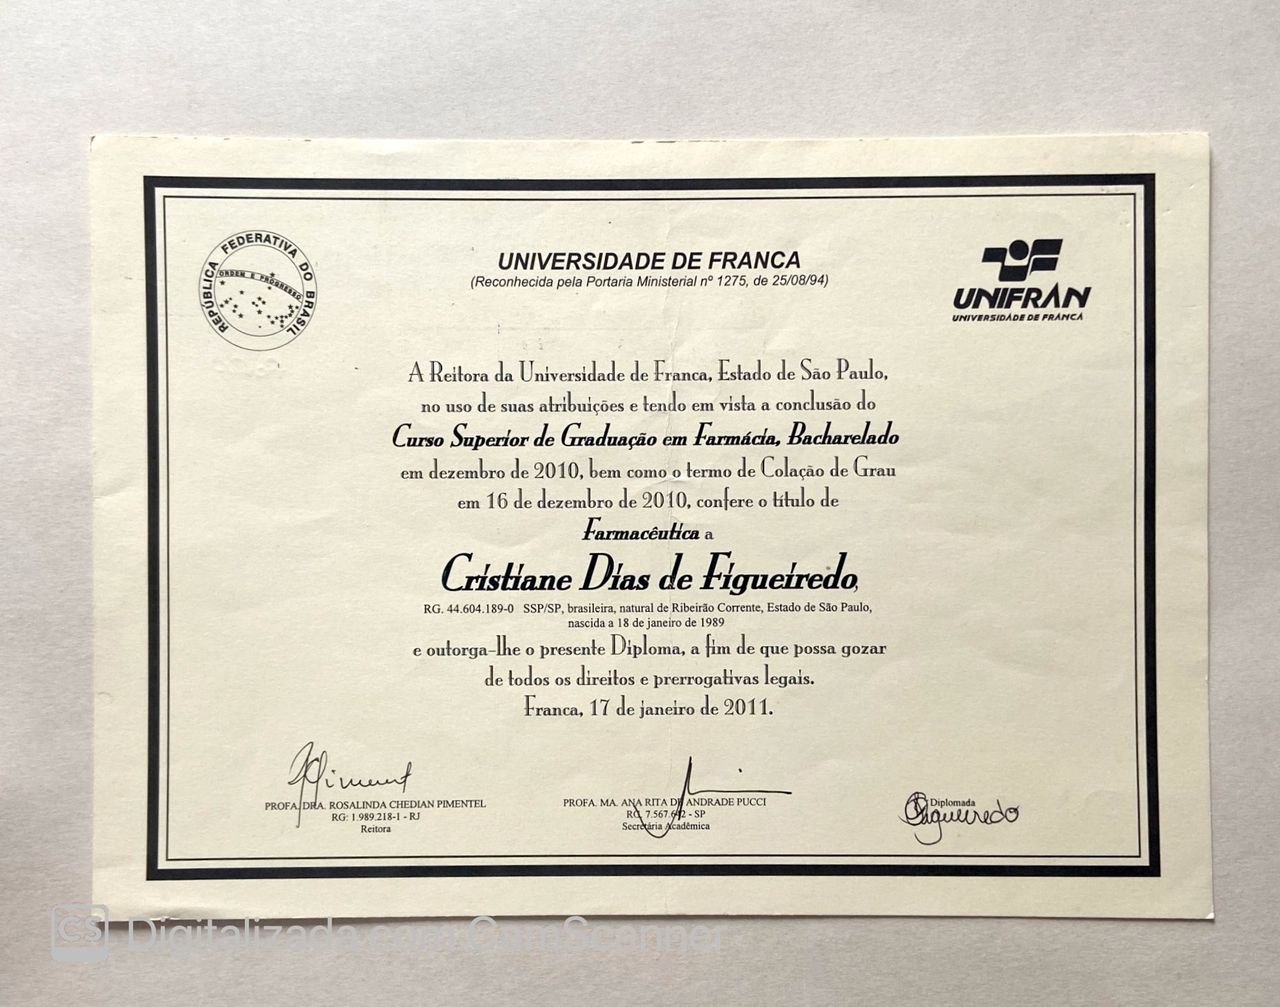 REPÚBLICA FEDERATIVA DO BRASIL
ORDEM E PROGRESSO
UNIVERSIDADE DE FRANCA
(Reconhecida pela Portaria Ministerial nº 1275, de 25/08/94)
UNIFRAN
UNIVERSIDADE DE FRANCA
A Reitora da Universidade de Franca, Estado de São Paulo,
no uso de suas atribuições e tendo em vista a conclusão do
Curso Superior de Graduação em Farmácia, Bacharelado
em dezembro de 2010, bem como o termo de Colação de Grau
em 16 de dezembro de 2010, confere o título de
Farmacêutica a
Cristiane Dias de Figueiredo,
RG. 44.604.189-0 SSP/SP, brasileira, natural de Ribeirão Corrente, Estado de São Paulo,
nascida a 18 de janeiro de 1989
e outorga-lhe o presente Diploma, a fim de que possa gozar
de todos os direitos e prerrogativas legais.
Franca, 17 de janeiro de 2011.
PROFA. DRA. ROSALINDA CHEDIAN PIMENTEL
RG: 1.989.218-1 - RJ
Reitora
PROFA. MA. ANA RITA DE ANDRADE PUCCI
RG. - SP
Secretária Acadêmica
Diplomada
Figueiredo
CS Digitalizada com CamScanner